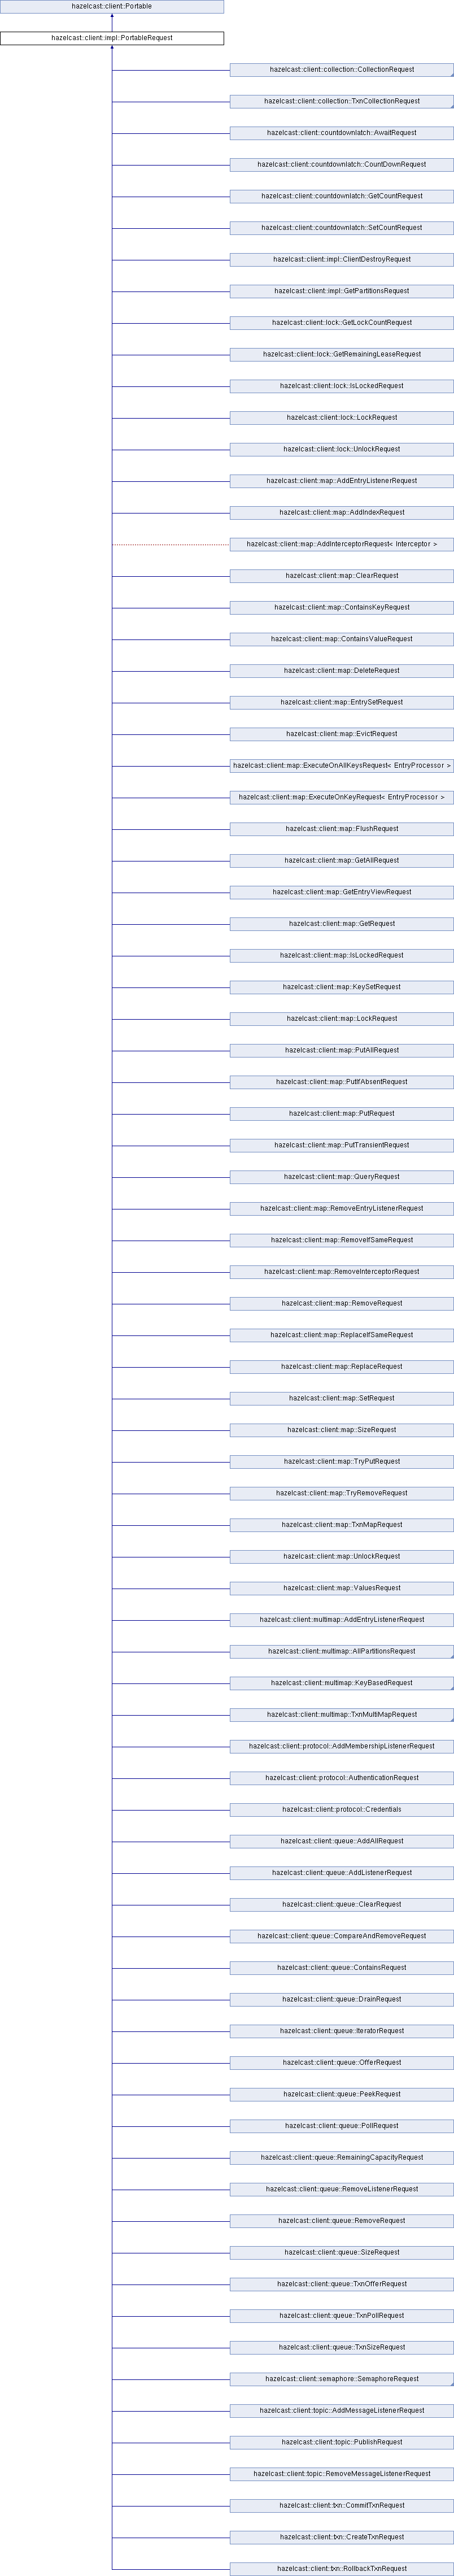 hazelcast::client::Portable
hazelcast::client::impl::PortableRequest
hazelcast::client::collection::CollectionRequest
hazelcast::client::collection::TxnCollectionRequest
hazelcast::client::countdownlatch::AwaitRequest
hazelcast::client::countdownlatch::CountDownRequest
hazelcast::client::countdownlatch::GetCountRequest
hazelcast::client::countdownlatch::SetCountRequest
hazelcast::client::impl::ClientDestroyRequest
hazelcast::client::impl::GetPartitionsRequest
hazelcast::client::lock::GetLockCountRequest
hazelcast::client::lock::GetRemainingLeaseRequest
hazelcast::client::lock::IsLockedRequest
hazelcast::client::lock::LockRequest
hazelcast::client::lock::UnlockRequest
hazelcast::client::map::AddEntryListenerRequest
hazelcast::client::map::AddIndexRequest
hazelcast::client::map::AddInterceptorRequest< Interceptor >
hazelcast::client::map::ClearRequest
hazelcast::client::map::ContainsKeyRequest
hazelcast::client::map::ContainsValueRequest
hazelcast::client::map::DeleteRequest
hazelcast::client::map::EntrySetRequest
hazelcast::client::map::EvictRequest
hazelcast::client::map::ExecuteOnAllKeysRequest< EntryProcessor >
hazelcast::client::map::ExecuteOnKeyRequest< EntryProcessor >
hazelcast::client::map::FlushRequest
hazelcast::client::map::GetAllRequest
hazelcast::client::map::GetEntryViewRequest
hazelcast::client::map::GetRequest
hazelcast::client::map::IsLockedRequest
hazelcast::client::map::KeySetRequest
hazelcast::client::map::LockRequest
hazelcast::client::map::PutAllRequest
hazelcast::client::map::PutIfAbsentRequest
hazelcast::client::map::PutRequest
hazelcast::client::map::PutTransientRequest
hazelcast::client::map::QueryRequest
hazelcast::client::map::RemoveEntryListenerRequest
hazelcast::client::map::RemoveIfSameRequest
hazelcast::client::map::RemoveInterceptorRequest
hazelcast::client::map::RemoveRequest
hazelcast::client::map::ReplaceIfSameRequest
hazelcast::client::map::ReplaceRequest
hazelcast::client::map::SetRequest
hazelcast::client::map::SizeRequest
hazelcast::client::map::TryPutRequest
hazelcast::client::map::TryRemoveRequest
hazelcast::client::map::TxnMapRequest
hazelcast::client::map::UnlockRequest
hazelcast::client::map::ValuesRequest
hazelcast::client::multimap::AddEntryListenerRequest
hazelcast::client::multimap::AllPartitionsRequest
hazelcast::client::multimap::KeyBasedRequest
hazelcast::client::multimap::TxnMultiMapRequest
hazelcast::client::protocol::AddMembershipListenerRequest
hazelcast::client::protocol::AuthenticationRequest
hazelcast::client::protocol::Credentials
hazelcast::client::queue::AddAllRequest
hazelcast::client::queue::AddListenerRequest
hazelcast::client::queue::ClearRequest
hazelcast::client::queue::CompareAndRemoveRequest
hazelcast::client::queue::ContainsRequest
hazelcast::client::queue::DrainRequest
hazelcast::client::queue::IteratorRequest
hazelcast::client::queue::OfferRequest
hazelcast::client::queue::PeekRequest
hazelcast::client::queue::PollRequest
hazelcast::client::queue::RemainingCapacityRequest
hazelcast::client::queue::RemoveListenerRequest
hazelcast::client::queue::RemoveRequest
hazelcast::client::queue::SizeRequest
hazelcast::client::queue::TxnOfferRequest
hazelcast::client::queue::TxnPollRequest
hazelcast::client::queue::TxnSizeRequest
hazelcast::client::semaphore::SemaphoreRequest
hazelcast::client::topic::AddMessageListenerRequest
hazelcast::client::topic::PublishRequest
hazelcast::client::topic::RemoveMessageListenerRequest
hazelcast::client::txn::CommitTxnRequest
hazelcast::client::txn::CreateTxnRequest
hazelcast::client::txn::RollbackTxnRequest